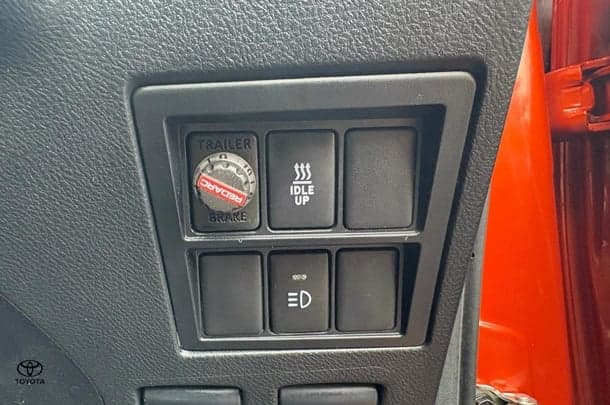 TRAILER
REDARC
BRAKE
IDLE
UP
TOYOTA